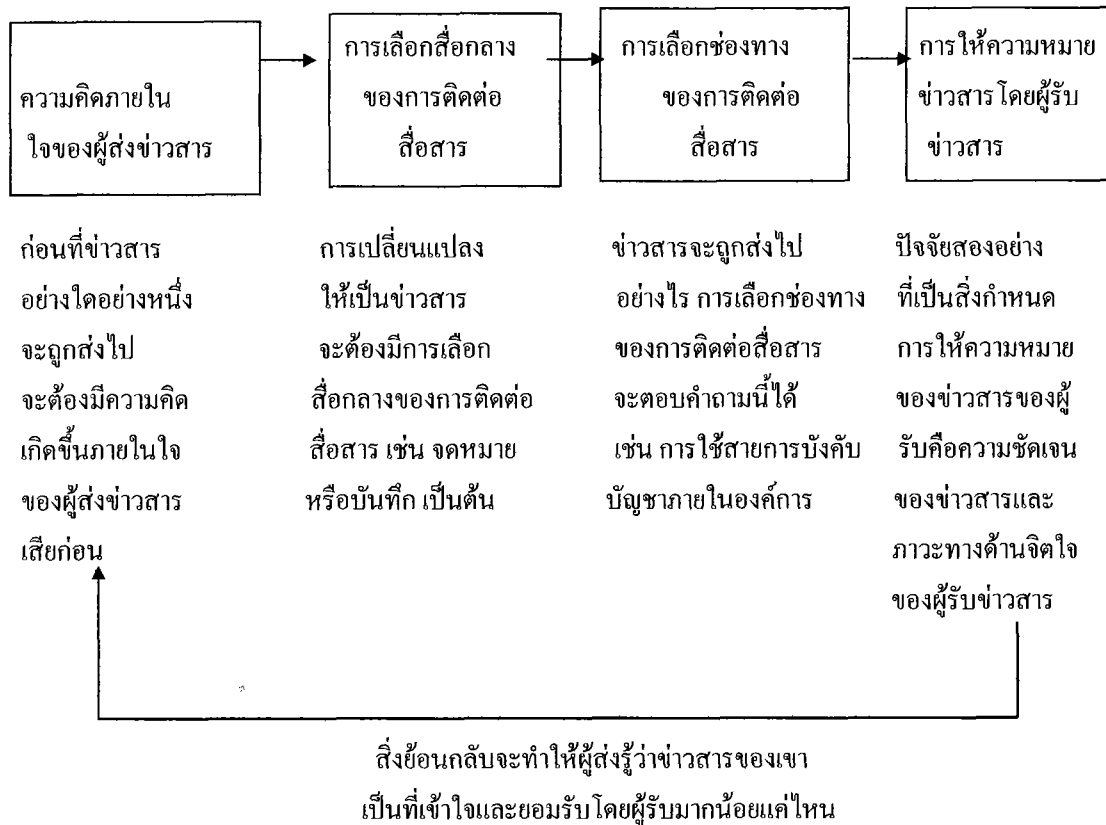 ความคิดภายใน
ใจของผู้ส่งข่าวสาร
การเลือกสื่อกลาง
ของการติดต่อ
สื่อสาร
การเลือกช่องทาง
ของการติดต่อ
สื่อสาร
การให้ความหมาย
ข่าวสารโดยผู้รับ
ข่าวสาร
ก่อนที่ข่าวสาร
อย่างใดอย่างหนึ่ง
จะถูกส่งไป
จะต้องมีความคิด
เกิดขึ้นภายในใจ
ของผู้ส่งข่าวสาร
เสียก่อน
การเปลี่ยนแปลง
ให้เป็นข่าวสาร
จะต้องมีการเลือก
สื่อกลางของการติดต่อ
สื่อสาร เช่น จดหมาย
หรือบันทึก เป็นต้น
ข่าวสารจะถูกส่งไป
อย่างไร การเลือกช่องทาง
ของการติดต่อสื่อสาร
จะตอบคำถามนี้ได้
เช่น การใช้สายการบังคับ
บัญชาภายในองค์การ
ปัจจัยสองอย่าง
ที่เป็นสิ่งกำหนด
การให้ความหมาย
ของข่าวสารของผู้
รับคือความชัดเจน
ของข่าวสารและ
ภาวะทางด้านจิตใจ
ของผู้รับข่าวสาร
สิ่งย้อนกลับจะทำให้ผู้ส่งรู้ว่าข่าวสารของเขา
เป็นที่เข้าใจและยอมรับโดยผู้รับมากน้อยแค่ไหน